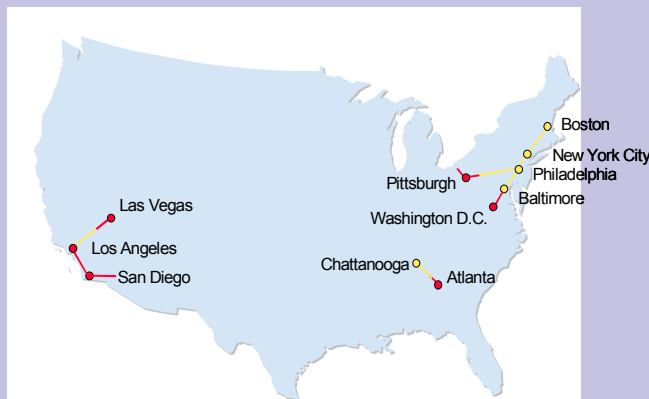 Boston
New York City
Philadelphia
Pittsburgh
Baltimore
Las Vegas
Washington D.C.
Los Angeles
Chattanooga
San Diego
Atlanta